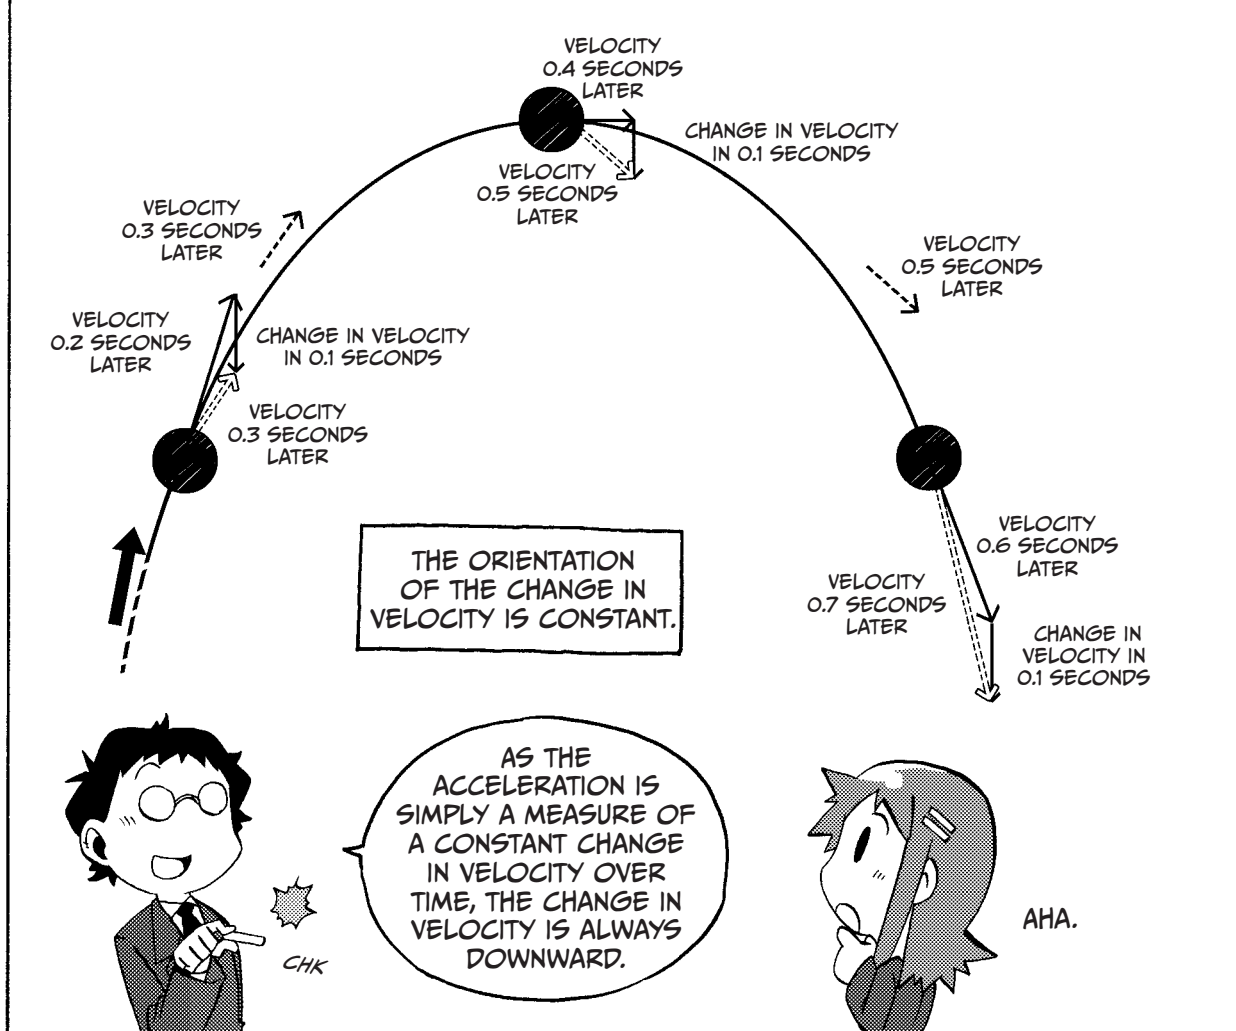 VELOCITY
0.4 SECONDS
LATER
CHANGE IN VELOCITY
IN 0.1 SECONDS
VELOCITY
0.5 SECONDS
LATER
VELOCITY
0.3 SECONDS
LATER
VELOCITY
0.5 SECONDS
LATER
VELOCITY
0.2 SECONDS
LATER
CHANGE IN VELOCITY
IN 0.1 SECONDS
VELOCITY
0.3 SECONDS
LATER
VELOCITY
0.6 SECONDS
LATER
VELOCITY
0.7 SECONDS
LATER
CHANGE IN
VELOCITY IN
0.1 SECONDS
THE ORIENTATION
OF THE CHANGE IN
VELOCITY IS CONSTANT.
AS THE
ACCELERATION IS
SIMPLY A MEASURE OF
A CONSTANT CHANGE
IN VELOCITY OVER
TIME, THE CHANGE IN
VELOCITY IS ALWAYS
DOWNWARD.
CHK
AHA.